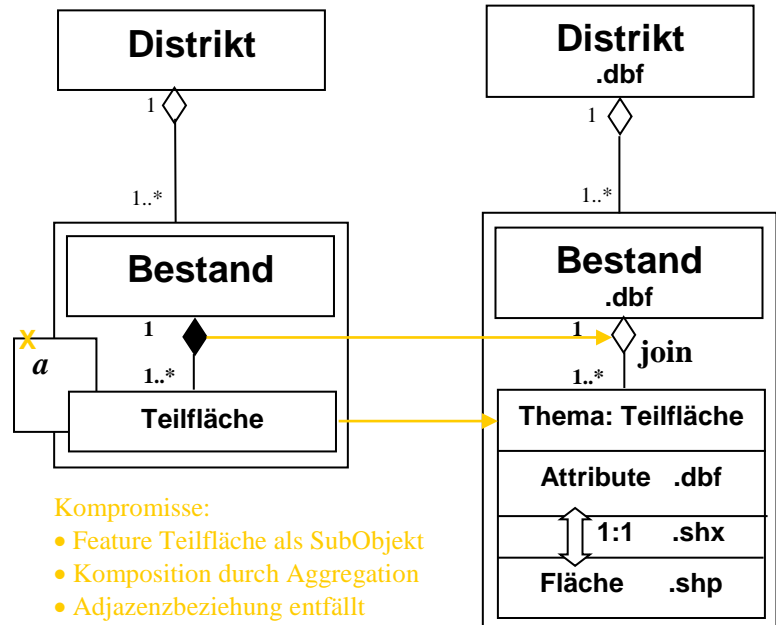 Distrikt
1
1..*
Bestand
1
1..*
X
a
Teilfläche
Kompromisse:
• Feature Teilfläche als SubObjekt
• Komposition durch Aggregation
• Adjazenzbeziehung entfällt
Distrikt
.dbf
1
1..*
Bestand
.dbf
1
join
1..*
Thema: Teilfläche
Attribute .dbf
1:1 .shx
Fläche .shp